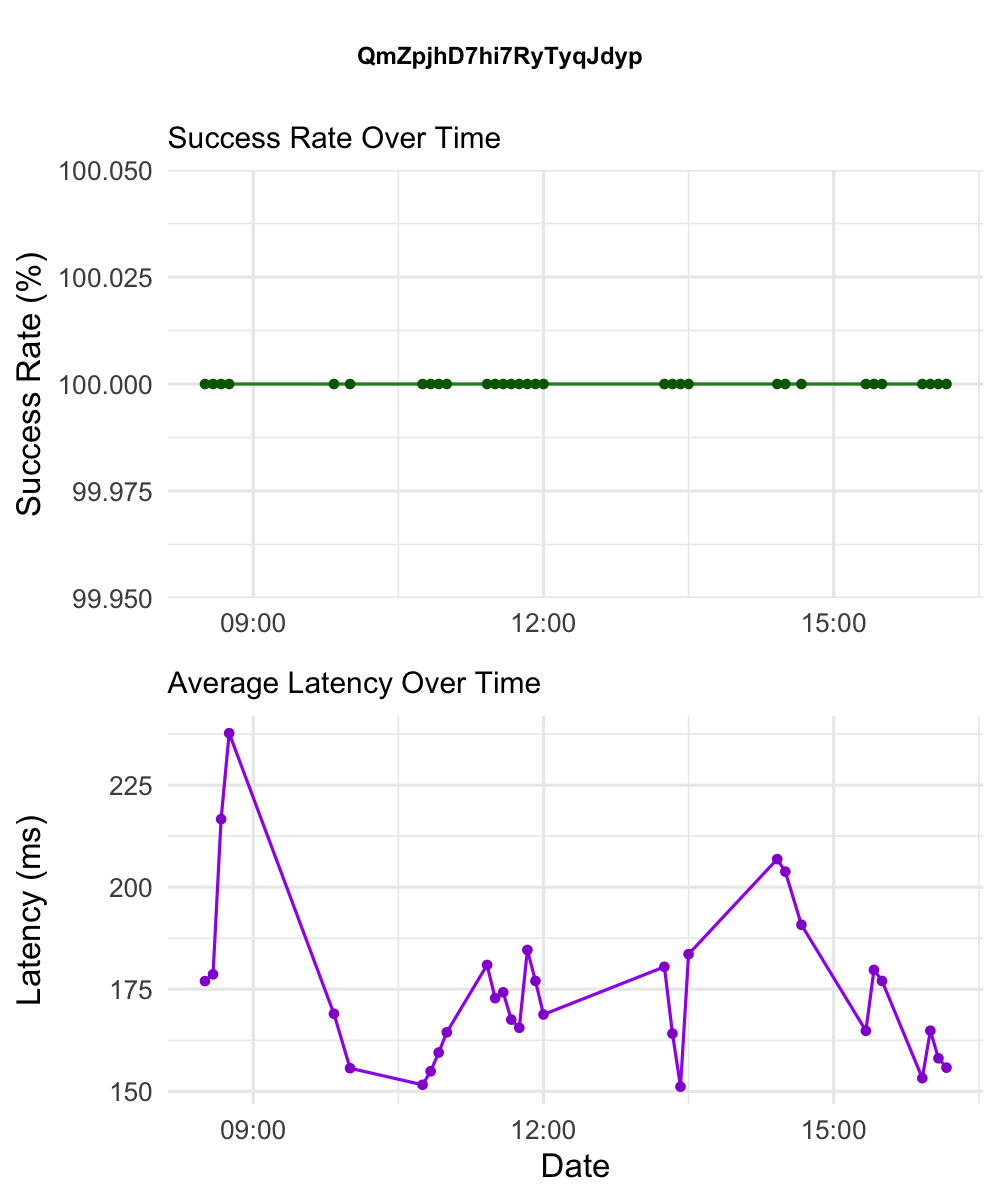 QmZpjhD7hi7RyTyqJdyp
Success Rate Over Time
Success Rate (%)
100.050
100.025
100.000
99.975
99.950
09:00 12:00 15:00
Average Latency Over Time
Latency (ms)
225
200
175
150
09:00 12:00 15:00
Date